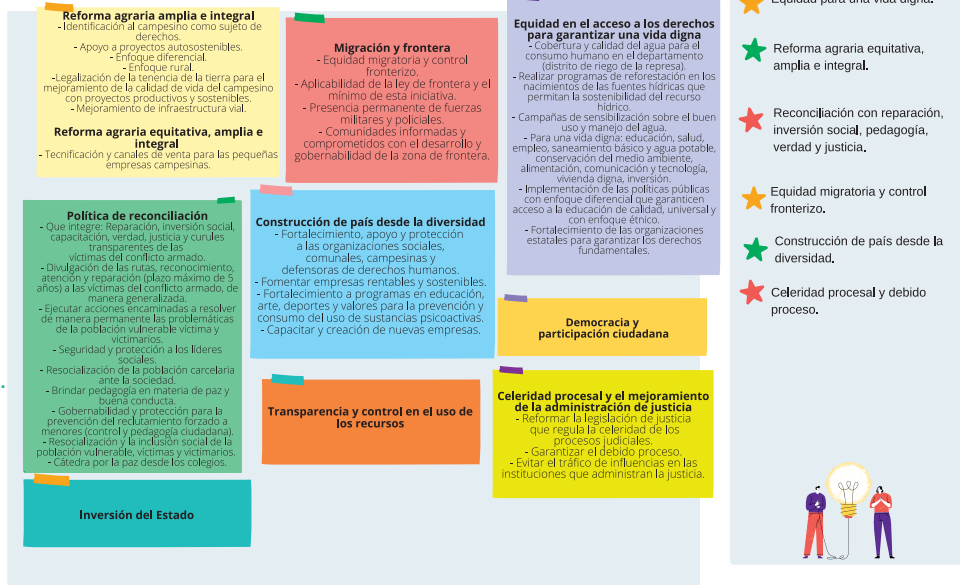 Reforma agraria amplia e integral
- Identificación al campesino como sujeto de
derechos.
- Apoyo a proyectos autosostenibles.
- Enfoque diferencial.
- Enfoque rural.
-Legalización de la tenencia de la tierra para el
mejoramiento de la calidad de vida del campesino
con proyectos productivos y sostenibles.
- Mejoramiento de infraestructura vial.
Reforma agraria equitativa, amplia e
integral
- Tecnificación y canales de venta para las pequeñas
empresas campesinas.
Migración y frontera
- Equidad migratoria y control
fronterizo.
- Aplicabilidad de la ley de frontera y el
mínimo de esta iniciativa.
- Presencia permanente de fuerzas
militares y policiales.
- Comunidades informadas y
comprometidos con el desarrollo y
gobernabilidad de la zona de frontera.
Equidad en el acceso a los derechos
para garantizar una vida digna
- Cobertura y calidad del agua para el
consumo humano en el departamento
(distrito de riego de la represa).
- Realizar programas de reforestación en los
nacimientos de las fuentes hídricas que
permitan la sostenibilidad del recurso
hídrico.
- Campañas de sensibilización sobre el buen
uso y manejo del agua.
- Para una vida digna: educación, salud,
empleo, saneamiento básico y agua potable,
conservación del medio ambiente,
alimentación, comunicación y tecnología,
vivienda digna, inversión.
- Implementación de las políticas públicas
con enfoque diferencial que garanticen
acceso a la educación de calidad, universal y
con enfoque étnico.
- Fortalecimiento de las organizaciones
estatales para garantizar los derechos
fundamentales.
Política de reconciliación
- Que integre: Reparación, inversión social,
capacitación, verdad, justicia y curules
transparentes de las
víctimas del conflicto armado.
- Divulgación de las rutas, reconocimiento,
atención y reparación (plazo máximo de 5
años) a las víctimas del conflicto armado, de
manera generalizada.
- Ejecutar acciones encaminadas a resolver
de manera permanente las problemáticas
de la población vulnerable víctima y
victimarios.
- Seguridad y protección a los líderes
sociales.
- Resocialización de la población carcelaria
ante la sociedad.
- Brindar pedagogía en materia de paz y
buena conducta.
- Gobernabilidad y protección para la
prevención del reclutamiento forzado a
menores (control y pedagogía ciudadana).
- Resocialización y la inclusión social de la
población vulnerable, víctimas y victimarios.
- Cátedra por la paz desde los colegios.
Construcción de país desde la diversidad
- Fortalecimiento, apoyo y protección
a las organizaciones sociales,
comunales, campesinas y
defensoras de derechos humanos.
- Fomentar empresas rentables y sostenibles.
- Fortalecimiento a programas en educación,
arte, deportes y valores para la prevención y
consumo del uso de sustancias psicoactivas.
- Capacitar y creación de nuevas empresas.
Democracia y
participación ciudadana
Transparencia y control en el uso de
los recursos
Celeridad procesal y el mejoramiento
de la administración de justicia
- Reformar la legislación de justicia
que regula la celeridad de los
procesos judiciales.
- Garantizar el debido proceso.
- Evitar el tráfico de influencias en las
instituciones que administran la justicia.
Inversión del Estado
Equidad para una vida digna.
Reforma agraria equitativa,
amplia e integral.
Reconciliación con reparación,
inversión social, pedagogía,
verdad y justicia.
Equidad migratoria y control
fronterizo.
Construcción de país desde la
diversidad.
Celeridad procesal y debido
proceso.